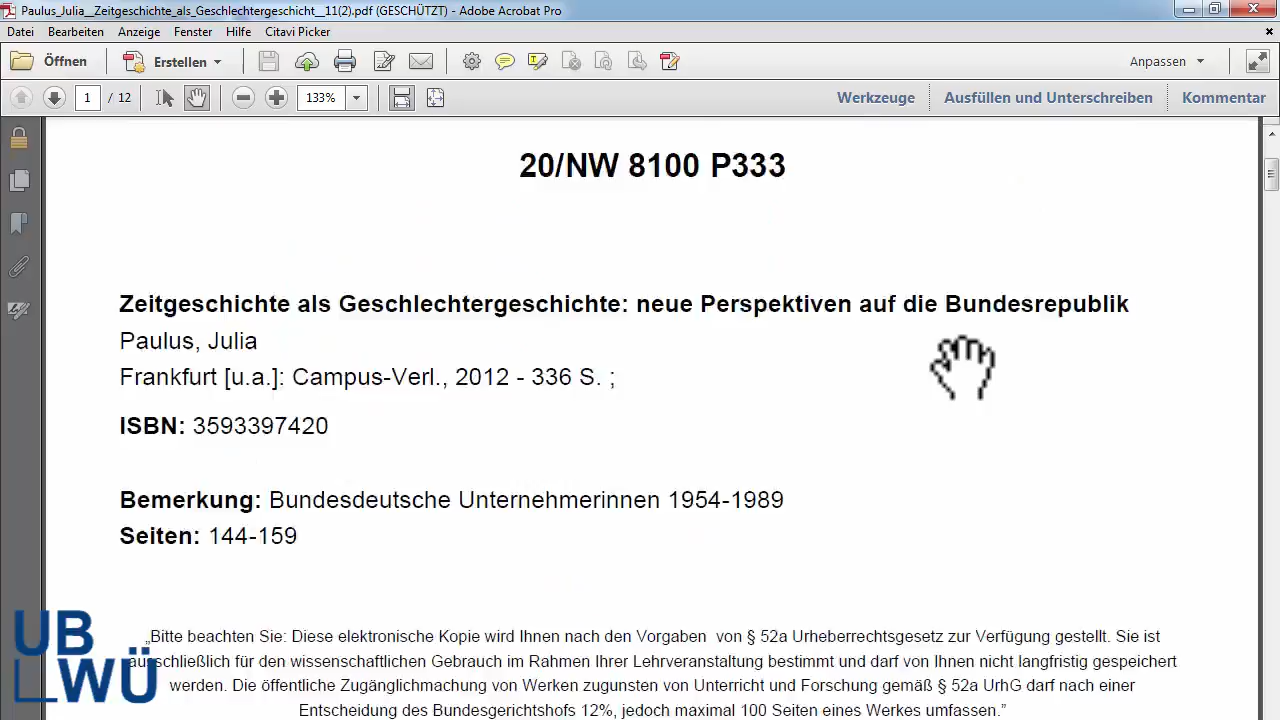 Paulus_Julia__Zeitgeschichte_als_Geschlechtergeschicht__11(2).pdf (GESCHÜTZT) - Adobe Acrobat Pro
Datei Bearbeiten Anzeige Fenster Hilfe Citavi Picker
Öffnen Erstellen Anpassen
1 / 12 133% Werkzeuge Ausfüllen und Unterschreiben Kommentar
20/NW 8100 P333
Zeitgeschichte als Geschlechtergeschichte: neue Perspektiven auf die Bundesrepublik
Paulus, Julia
Frankfurt [u.a.]: Campus-Verl., 2012 - 336 S. ;
ISBN: 3593397420
Bemerkung: Bundesdeutsche Unternehmerinnen 1954-1989
Seiten: 144-159
„Bitte beachten Sie: Diese elektronische Kopie wird Ihnen nach den Vorgaben von § 52a Urheberrechtsgesetz zur Verfügung gestellt. Sie ist
ausschließlich für den wissenschaftlichen Gebrauch im Rahmen Ihrer Lehrveranstaltung bestimmt und darf von Ihnen nicht langfristig gespeichert
werden. Die öffentliche Zugänglichmachung von Werken zugunsten von Unterricht und Forschung gemäß § 52a UrhG darf nach einer
Entscheidung des Bundesgerichtshofs 12%, jedoch maximal 100 Seiten eines Werkes umfassen.”
UB
WÜ